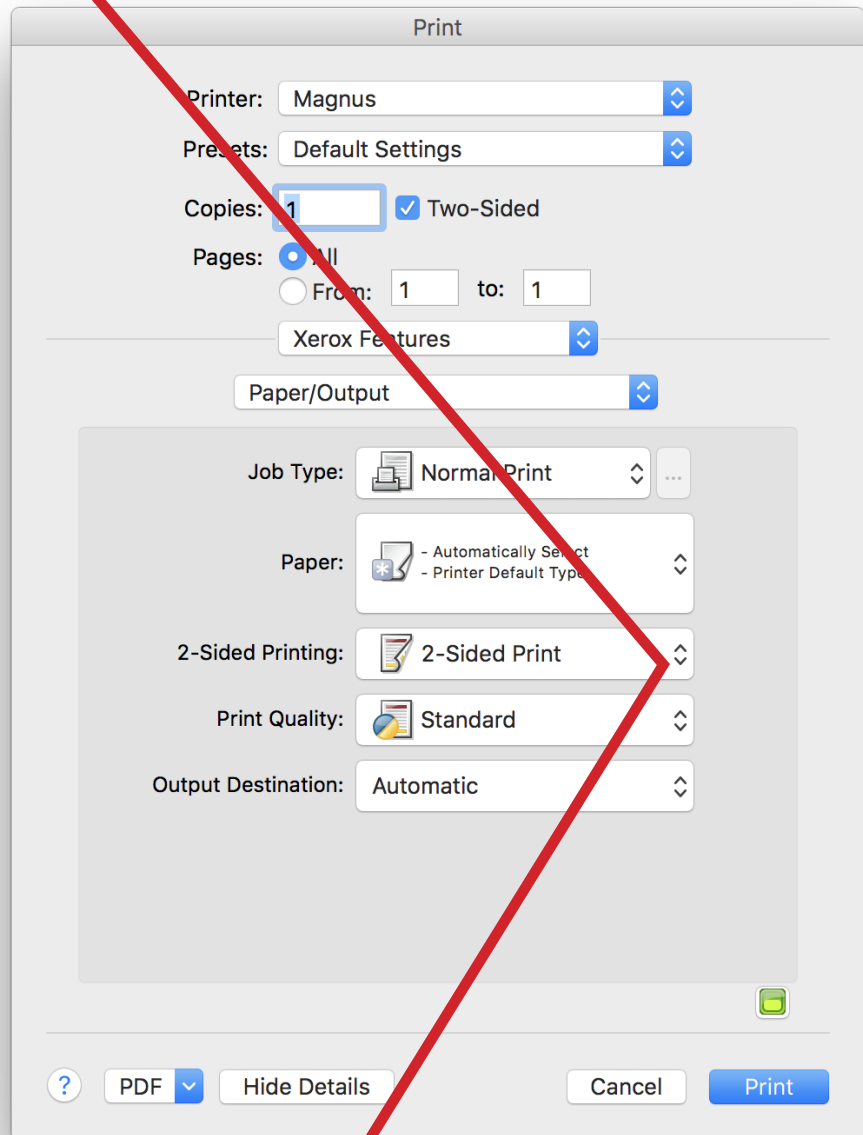 Print
Printer: Magnus
Presets: Default Settings
Copies: 1 Two-Sided
Pages: All
From: 1 to: 1
Xerox Features
Paper/Output
Job Type: Normal Print ...
Paper: - Automatically Select
- Printer Default Type
2-Sided Printing: 2-Sided Print
Print Quality: Standard
Output Destination: Automatic
? PDF Hide Details Cancel Print